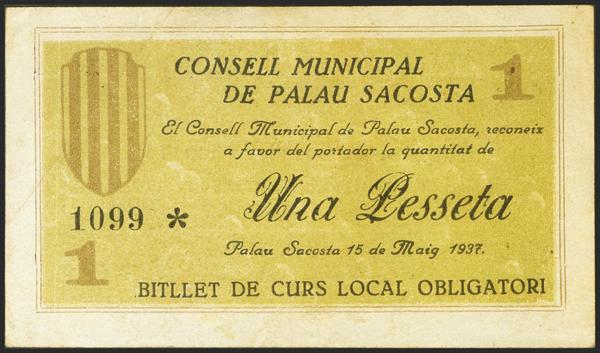 CONSELL MUNICIPAL
DE PALAU SACOSTA
1
El Consell Municipal de Palau Sacosta, reconeix
a favor del portador la quantitat de
Una Pesseta
1099 *
Palau Sacosta 15 de Maig 1937.
1
BITLLET DE CURS LOCAL OBLIGATORI